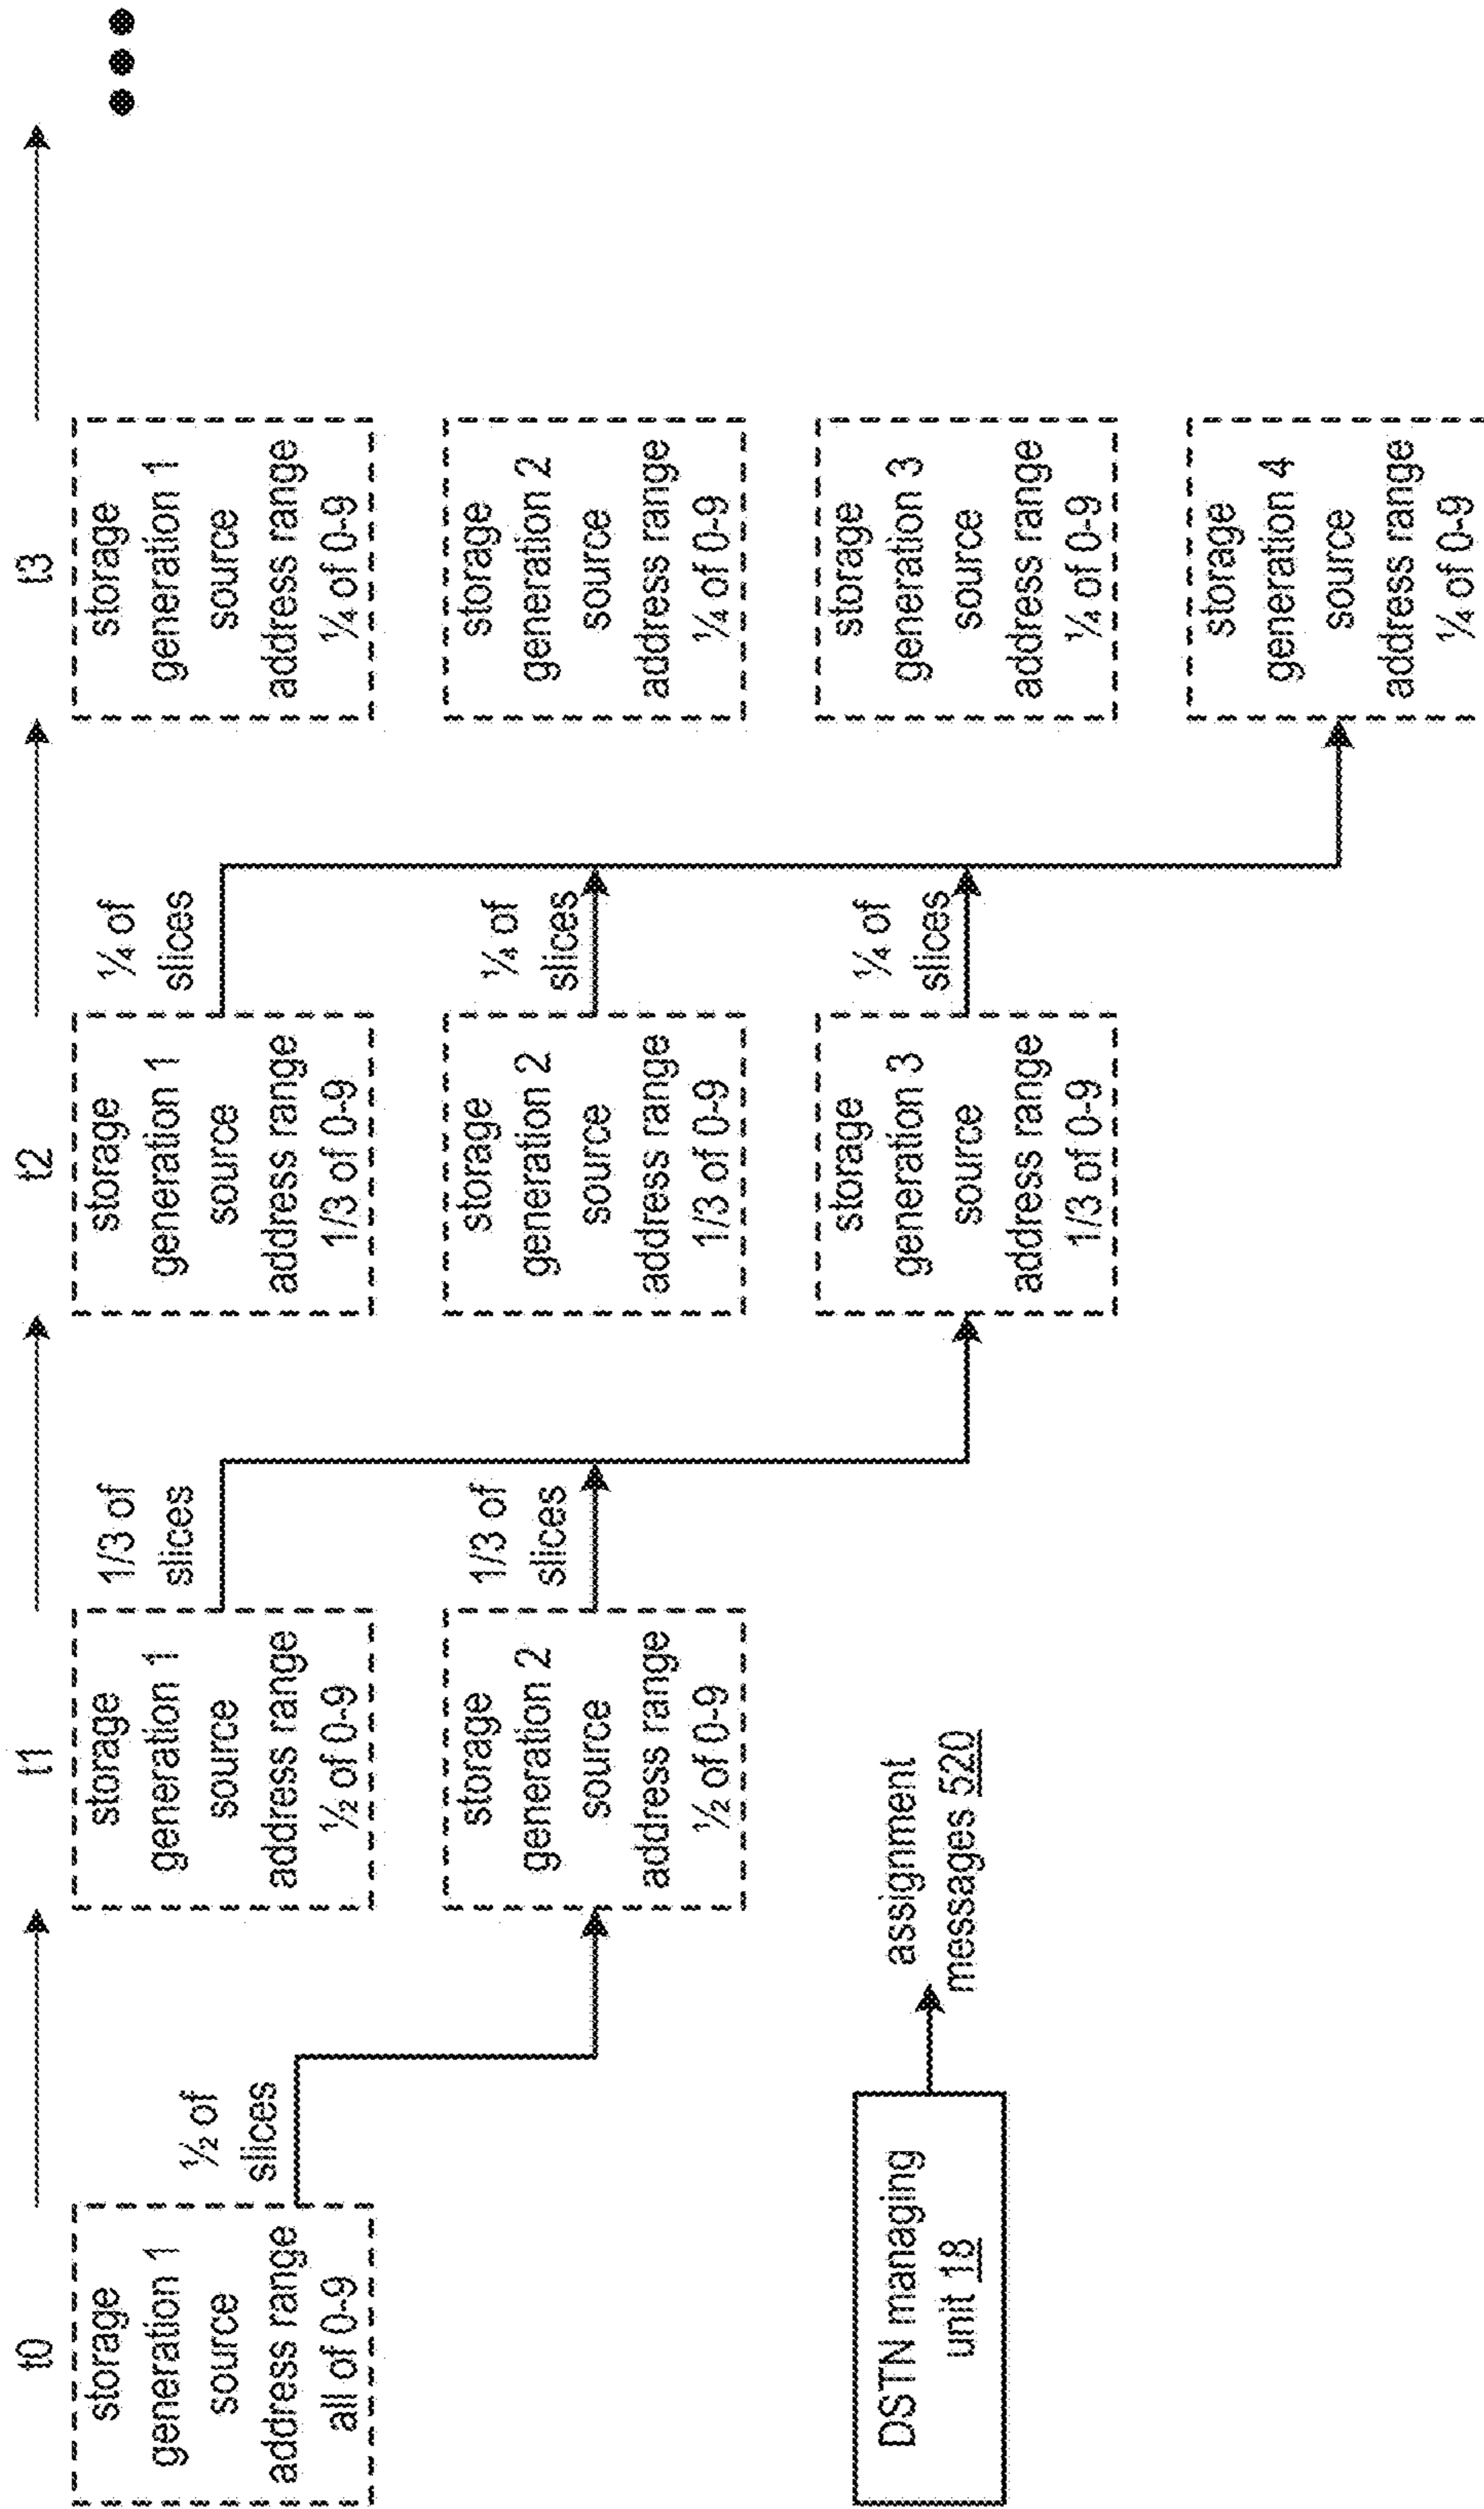 t0
storage
generation 1
source
address range
all of 0-9
½ of
slices
t1
storage
generation 1
source
address range
½ of 0-9
1/3 of
slices
storage
generation 2
source
address range
½ of 0-9
1/3 of
slices
t2
storage
generation 1
source
address range
1/3 of 0-9
¼ of
slices
storage
generation 2
source
address range
1/3 of 0-9
¼ of
slices
storage
generation 3
source
address range
1/3 of 0-9
¼ of
slices
t3
storage
generation 1
source
address range
¼ of 0-9
storage
generation 2
source
address range
¼ of 0-9
storage
generation 3
source
address range
¼ of 0-9
storage
generation 4
source
address range
¼ of 0-9
DSTN managing
unit 18
assignment
messages 520